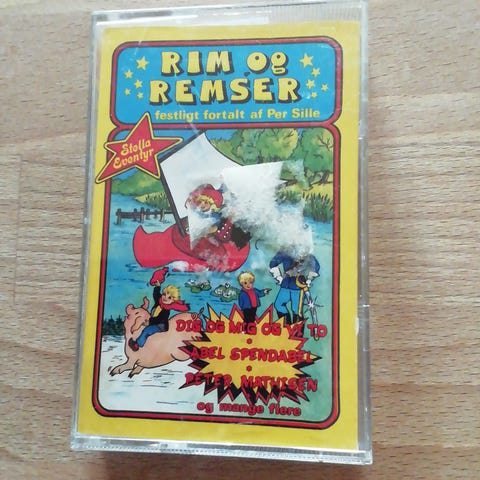 RIM og
REMSER
festligt fortalt af Per Sille
Stella
Eventyr
DIG OG MIG OG VI TO
ABEL SPENDABEL
PETER MATHISEN
og mange flere